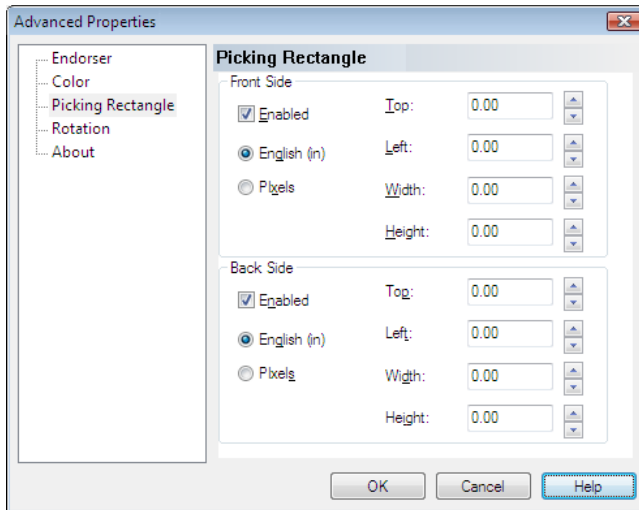 Advanced Properties
Endorser
Color
Picking Rectangle
Rotation
About
Picking Rectangle
Front Side
Enabled
English (in)
PIxels
Top: 0.00
Left: 0.00
Width: 0.00
Height: 0.00
Back Side
Enabled
English (in)
PIxels
Top: 0.00
Left: 0.00
Width: 0.00
Height: 0.00
OK Cancel Help